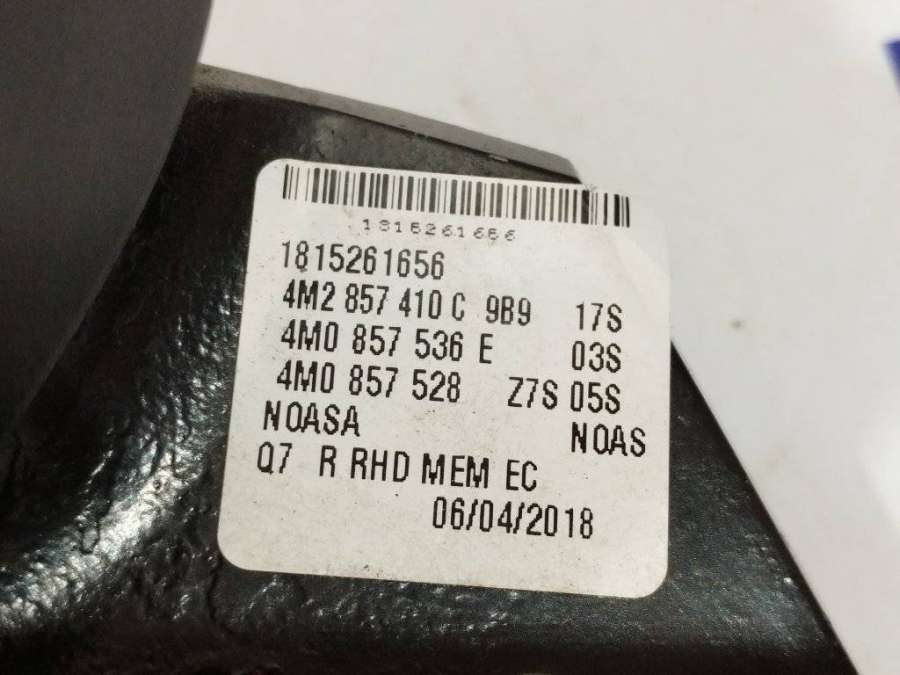 1815261656
1815261656
4M2 857 410 C 9B9 17S
4M0 857 536 E 03S
4M0 857 528 Z7S 05S
NOASA NOAS
Q7 R RHD MEM EC
06/04/2018